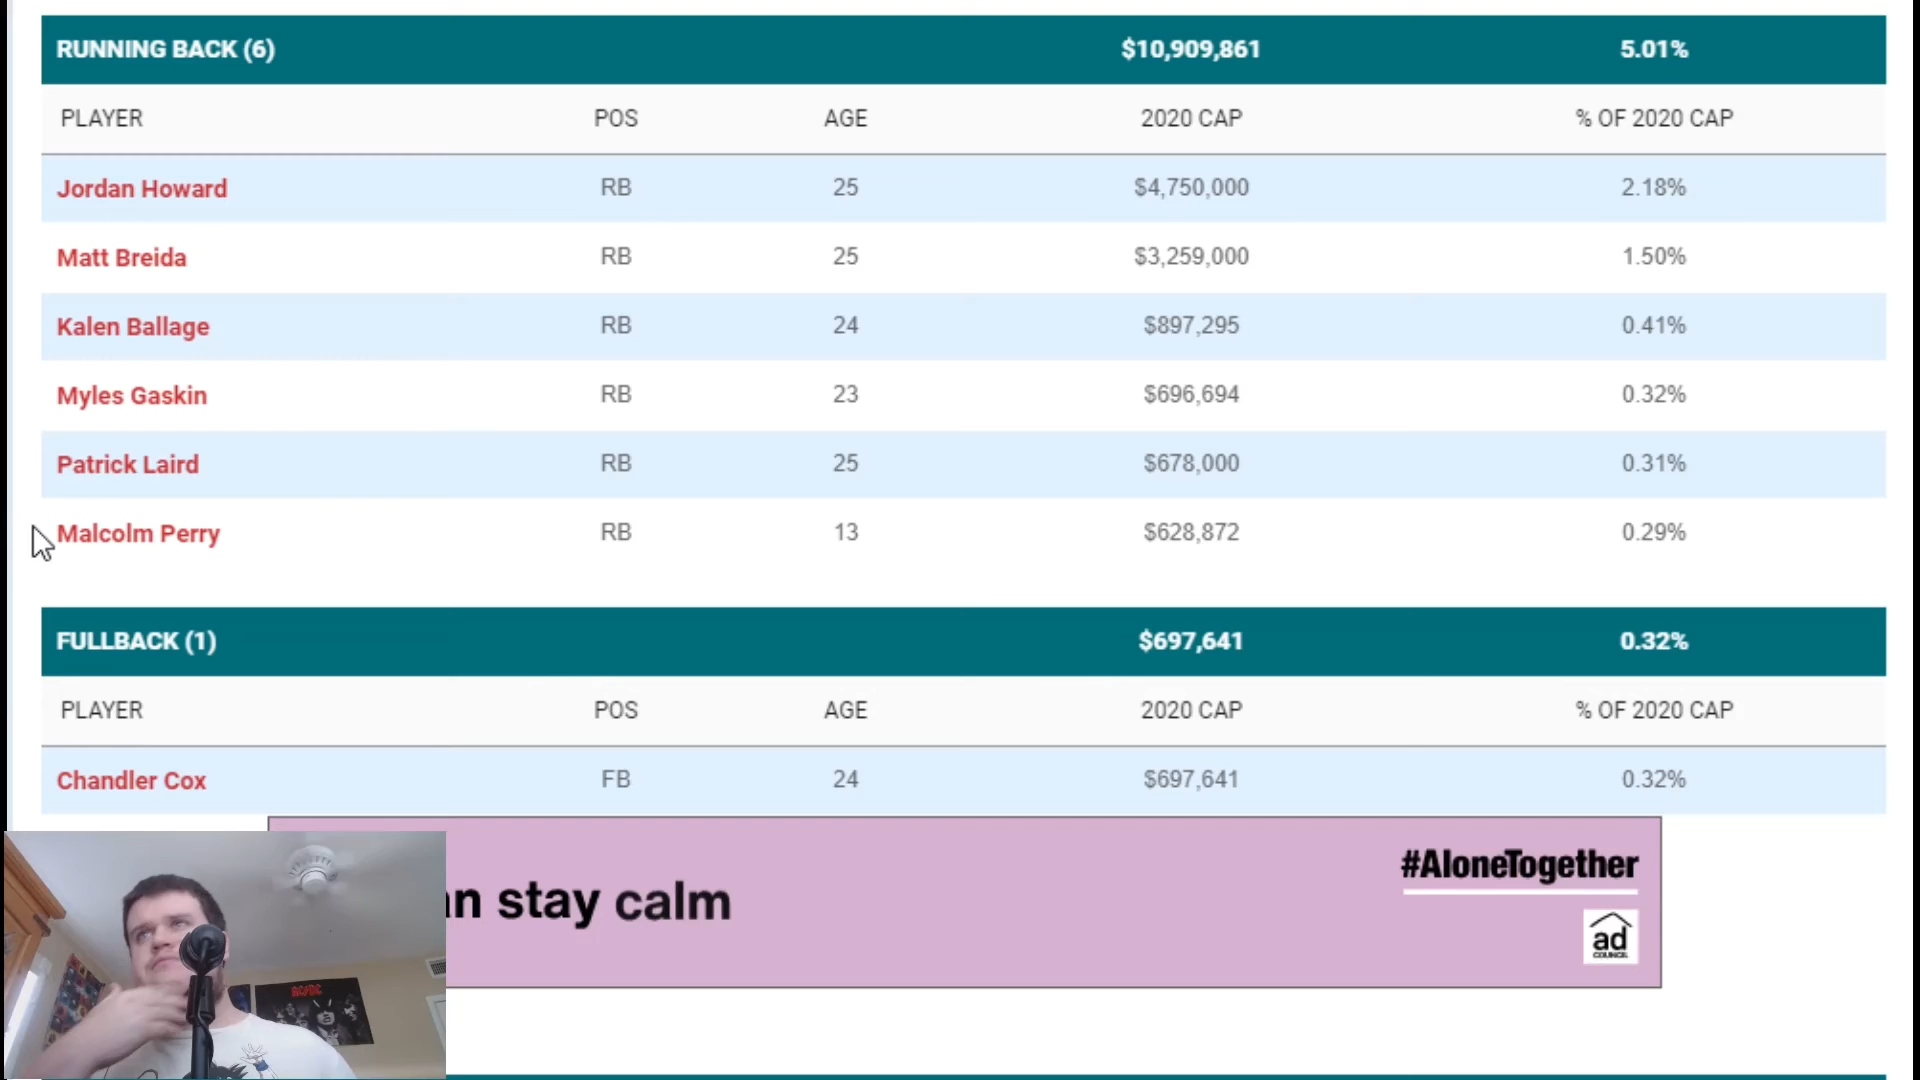 RUNNING BACK (6) $10,909,861 5.01%
PLAYER POS AGE 2020 CAP % OF 2020 CAP
Jordan Howard RB 25 $4,750,000 2.18%
Matt Breida RB 25 $3,259,000 1.50%
Kalen Ballage RB 24 $897,295 0.41%
Myles Gaskin RB 23 $696,694 0.32%
Patrick Laird RB 25 $678,000 0.31%
Malcolm Perry RB 13 $628,872 0.29%
FULLBACK (1) $697,641 0.32%
PLAYER POS AGE 2020 CAP % OF 2020 CAP
Chandler Cox FB 24 $697,641 0.32%
#AloneTogether
stay calm
ad
COUNCIL
AC/DC